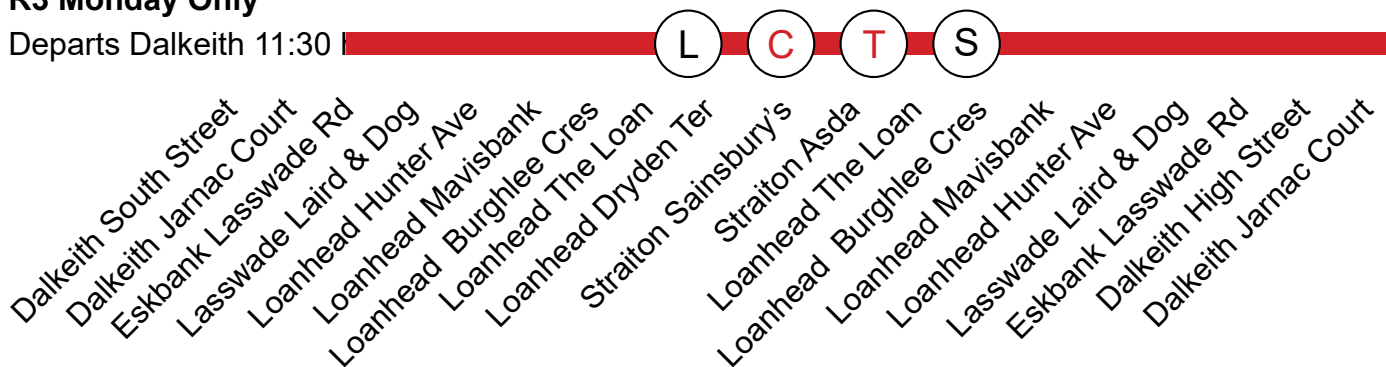 R3 Monday Only
Departs Dalkeith 11:30
L C T S
Dalkeith South Street
Dalkeith Jarnac Court
Eskbank Lasswade Rd
Lasswade Laird & Dog
Loanhead Hunter Ave
Loanhead Mavisbank
Loanhead Burghlee Cres
Loanhead The Loan
Loanhead Dryden Ter
Straiton Sainsbury's
Straiton Asda
Loanhead The Loan
Loanhead Burghlee Cres
Loanhead Mavisbank
Loanhead Hunter Ave
Lasswade Laird & Dog
Eskbank Lasswade Rd
Dalkeith High Street
Dalkeith Jarnac Court